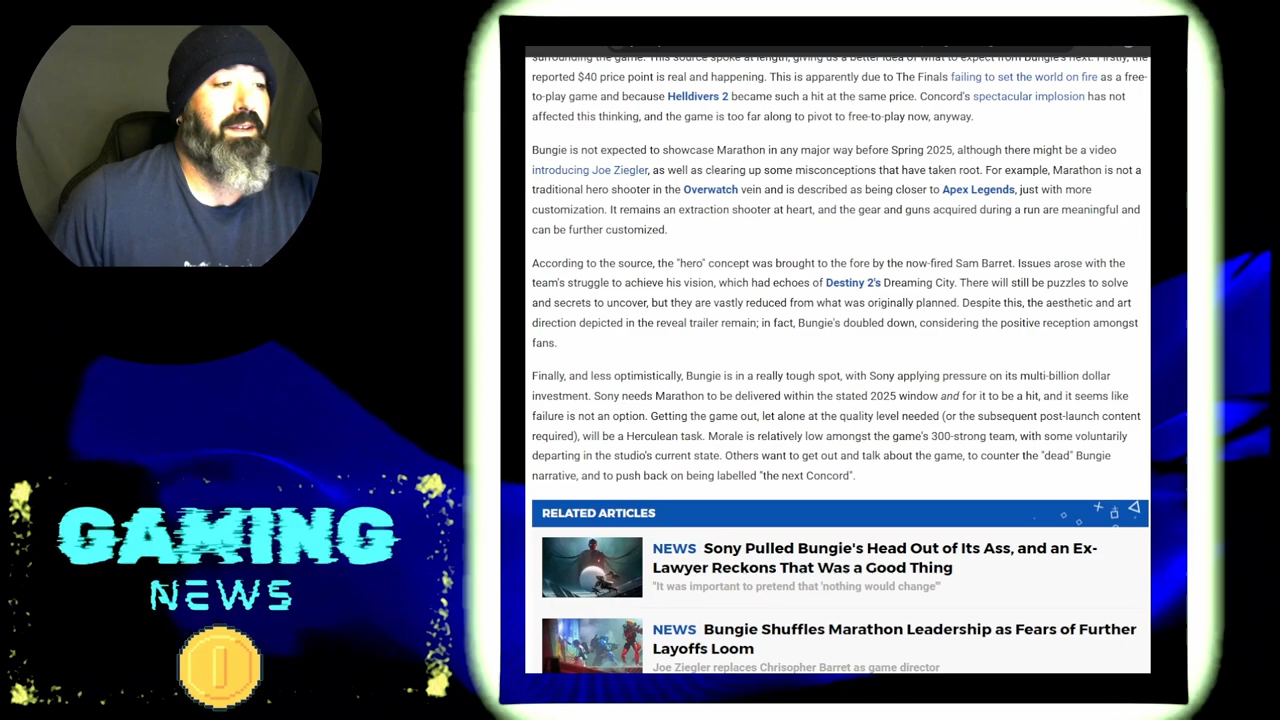 surrounding the game. This source spoke at length, giving us a better idea of what to expect from Bungie's next. Firstly, the
reported $40 price point is real and happening. This is apparently due to The Finals failing to set the world on fire as a free-
to-play game and because Helldivers 2 became such a hit at the same price. Concord's spectacular implosion has not
affected this thinking, and the game is too far along to pivot to free-to-play now, anyway.
Bungie is not expected to showcase Marathon in any major way before Spring 2025, although there might be a video
introducing Joe Ziegler, as well as clearing up some misconceptions that have taken root. For example, Marathon is not a
traditional hero shooter in the Overwatch vein and is described as being closer to Apex Legends, just with more
customization. It remains an extraction shooter at heart, and the gear and guns acquired during a run are meaningful and
can be further customized.
According to the source, the "hero" concept was brought to the fore by the now-fired Sam Barret. Issues arose with the
team's struggle to achieve his vision, which had echoes of Destiny 2's Dreaming City. There will still be puzzles to solve
and secrets to uncover, but they are vastly reduced from what was originally planned. Despite this, the aesthetic and art
direction depicted in the reveal trailer remain; in fact, Bungie's doubled down, considering the positive reception amongst
fans.
Finally, and less optimistically, Bungie is in a really tough spot, with Sony applying pressure on its multi-billion dollar
investment. Sony needs Marathon to be delivered within the stated 2025 window and for it to be a hit, and it seems like
failure is not an option. Getting the game out, let alone at the quality level needed (or the subsequent post-launch content
required), will be a Herculean task. Morale is relatively low amongst the game's 300-strong team, with some voluntarily
departing in the studio's current state. Others want to get out and talk about the game, to counter the "dead" Bungie
narrative, and to push back on being labelled "the next Concord".
RELATED ARTICLES
NEWS Sony Pulled Bungie's Head Out of Its Ass, and an Ex-
Lawyer Reckons That Was a Good Thing
"It was important to pretend that 'nothing would change'"
NEWS Bungie Shuffles Marathon Leadership as Fears of Further
Layoffs Loom
Joe Ziegler replaces Chrisopher Barret as game director
GAMING
NEWS